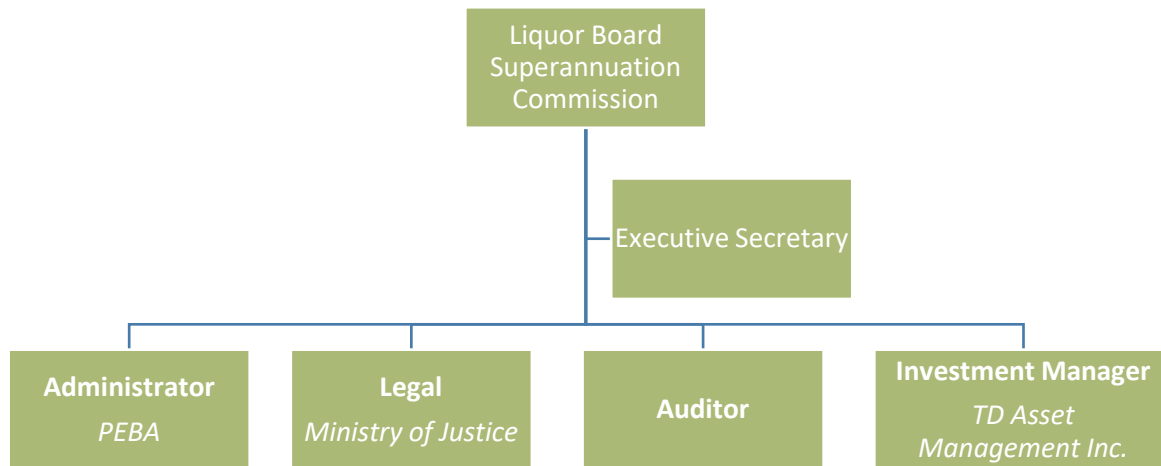 Liquor Board
Superannuation
Commission
Executive Secretary
Administrator
PEBA
Legal
Ministry of Justice
Auditor
Investment Manager
TD Asset
Management Inc.